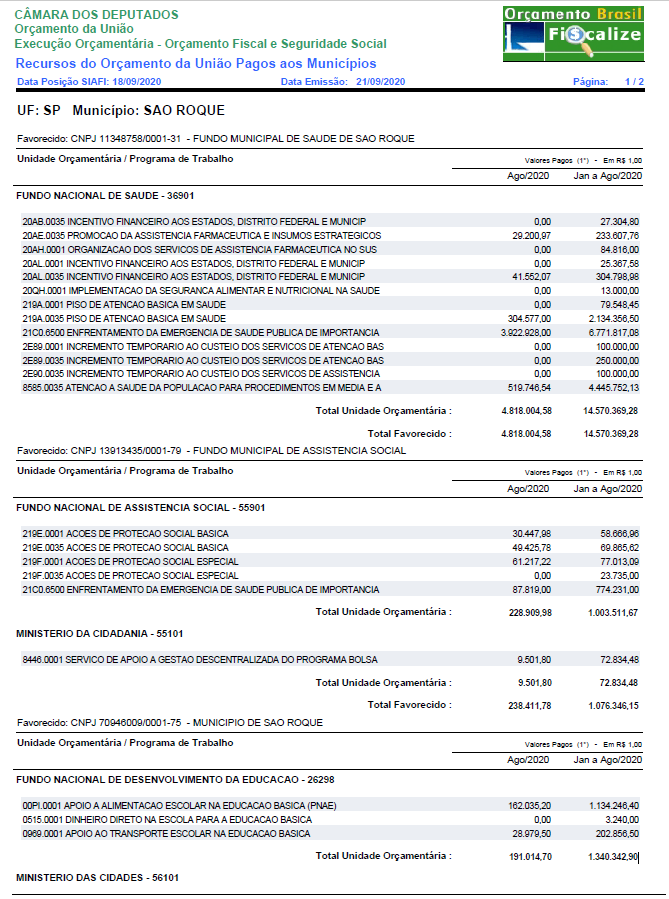 CÂMARA DOS DEPUTADOS
Orçamento da União
Execução Orçamentária - Orçamento Fiscal e Seguridade Social
Recursos do Orçamento da União Pagos aos Municípios
Orçamento Brasil
Fi$calize
Data Posição SIAFI: 18/09/2020 Data Emissão: 21/09/2020 Página: 1 / 2
UF: SP Município: SAO ROQUE
Favorecido: CNPJ 11348758/0001-31 - FUNDO MUNICIPAL DE SAUDE DE SAO ROQUE
Unidade Orçamentária / Programa de Trabalho Valores Pagos (1*) - Em R$ 1,00
Ago/2020 Jan a Ago/2020
FUNDO NACIONAL DE SAUDE - 36901
20AB.0035 INCENTIVO FINANCEIRO AOS ESTADOS, DISTRITO FEDERAL E MUNICIP 0,00 27.304,80
20AE.0035 PROMOCAO DA ASSISTENCIA FARMACEUTICA E INSUMOS ESTRATEGICOS 29.200,97 233.607,76
20AH.0001 ORGANIZACAO DOS SERVICOS DE ASSISTENCIA FARMACEUTICA NO SUS 0,00 84.816,00
20AL.0001 INCENTIVO FINANCEIRO AOS ESTADOS, DISTRITO FEDERAL E MUNICIP 0,00 25.367,58
20AL.0035 INCENTIVO FINANCEIRO AOS ESTADOS, DISTRITO FEDERAL E MUNICIP 41.552,07 304.798,98
20QH.0001 IMPLEMENTACAO DA SEGURANCA ALIMENTAR E NUTRICIONAL NA SAUDE 0,00 13.000,00
219A.0001 PISO DE ATENCAO BASICA EM SAUDE 0,00 79.548,45
219A.0035 PISO DE ATENCAO BASICA EM SAUDE 304.577,00 2.134.356,50
21C0.6500 ENFRENTAMENTO DA EMERGENCIA DE SAUDE PUBLICA DE IMPORTANCIA 3.922.928,00 6.771.817,08
2E89.0001 INCREMENTO TEMPORARIO AO CUSTEIO DOS SERVICOS DE ATENCAO BAS 0,00 100.000,00
2E89.0035 INCREMENTO TEMPORARIO AO CUSTEIO DOS SERVICOS DE ATENCAO BAS 0,00 250.000,00
2E90.0035 INCREMENTO TEMPORARIO AO CUSTEIO DOS SERVICOS DE ASSISTENCIA 0,00 100.000,00
8585.0035 ATENCAO A SAUDE DA POPULACAO PARA PROCEDIMENTOS EM MEDIA E A 519.746,54 4.445.752,13
Total Unidade Orçamentária : 4.818.004,58 14.570.369,28
Total Favorecido : 4.818.004,58 14.570.369,28
Favorecido: CNPJ 13913435/0001-79 - FUNDO MUNICIPAL DE ASSISTENCIA SOCIAL
Unidade Orçamentária / Programa de Trabalho Valores Pagos (1*) - Em R$ 1,00
Ago/2020 Jan a Ago/2020
FUNDO NACIONAL DE ASSISTENCIA SOCIAL - 55901
219E.0001 ACOES DE PROTECAO SOCIAL BASICA 30.447,98 58.666,96
219E.0035 ACOES DE PROTECAO SOCIAL BASICA 49.425,78 69.865,62
219F.0001 ACOES DE PROTECAO SOCIAL ESPECIAL 61.217,22 77.013,09
219F.0035 ACOES DE PROTECAO SOCIAL ESPECIAL 0,00 23.735,00
21C0.6500 ENFRENTAMENTO DA EMERGENCIA DE SAUDE PUBLICA DE IMPORTANCIA 87.819,00 774.231,00
Total Unidade Orçamentária : 228.909,98 1.003.511,67
MINISTERIO DA CIDADANIA - 55101
8446.0001 SERVICO DE APOIO A GESTAO DESCENTRALIZADA DO PROGRAMA BOLSA 9.501,80 72.834,48
Total Unidade Orçamentária : 9.501,80 72.834,48
Total Favorecido : 238.411,78 1.076.346,15
Favorecido: CNPJ 70946009/0001-75 - MUNICIPIO DE SAO ROQUE
Unidade Orçamentária / Programa de Trabalho Valores Pagos (1*) - Em R$ 1,00
Ago/2020 Jan a Ago/2020
FUNDO NACIONAL DE DESENVOLVIMENTO DA EDUCACAO - 26298
00PI.0001 APOIO A ALIMENTACAO ESCOLAR NA EDUCACAO BASICA (PNAE) 162.035,20 1.134.246,40
0515.0001 DINHEIRO DIRETO NA ESCOLA PARA A EDUCACAO BASICA 0,00 3.240,00
0969.0001 APOIO AO TRANSPORTE ESCOLAR NA EDUCACAO BASICA 28.979,50 202.856,50
Total Unidade Orçamentária : 191.014,70 1.340.342,90
MINISTERIO DAS CIDADES - 56101